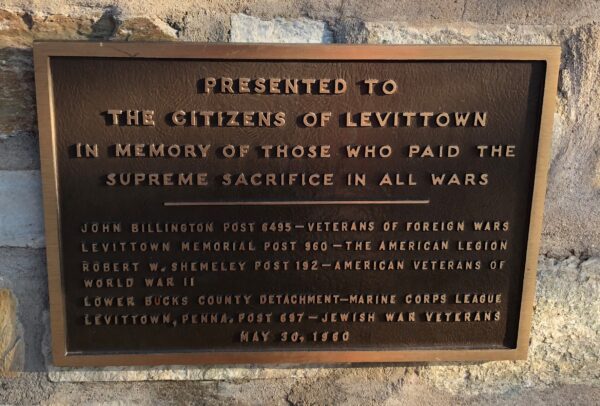 PRESENTED TO
THE CITIZENS OF LEVITTOWN
IN MEMORY OF THOSE WHO PAID THE
SUPREME SACRIFICE IN ALL WARS
JOHN BILLINGTON POST 6495—VETERANS OF FOREIGN WARS
LEVITTOWN MEMORIAL POST 960—THE AMERICAN LEGION
ROBERT W. SHEMELEY POST 192—AMERICAN VETERANS OF
WORLD WAR II
LOWER BUCKS COUNTY DETACHMENT—MARINE CORPS LEAGUE
LEVITTOWN, PENNA. POST 697—JEWISH WAR VETERANS
MAY 30, 1960